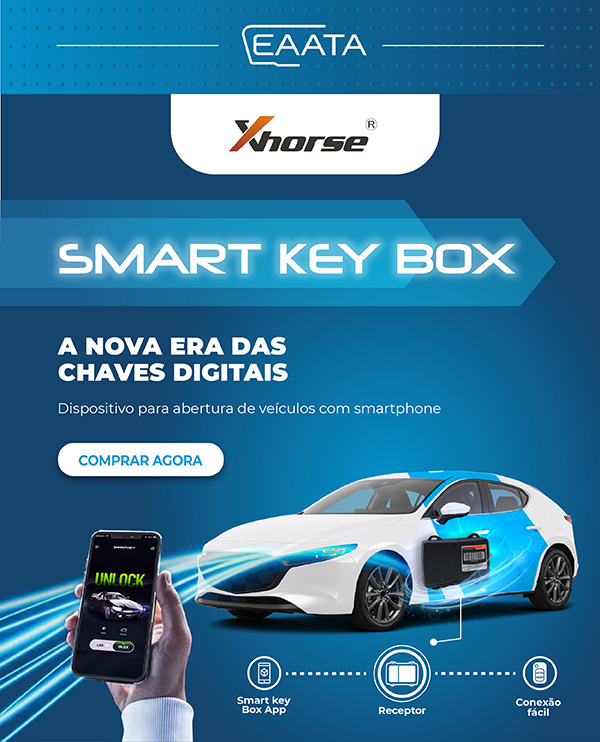 EAATA
Xhorse®
SMART KEY BOX
A NOVA ERA DAS
CHAVES DIGITAIS
Dispositivo para abertura de veículos com smartphone
COMPRAR AGORA
UNLOCK
Smart key
Box App
Receptor
Conexão
fácil